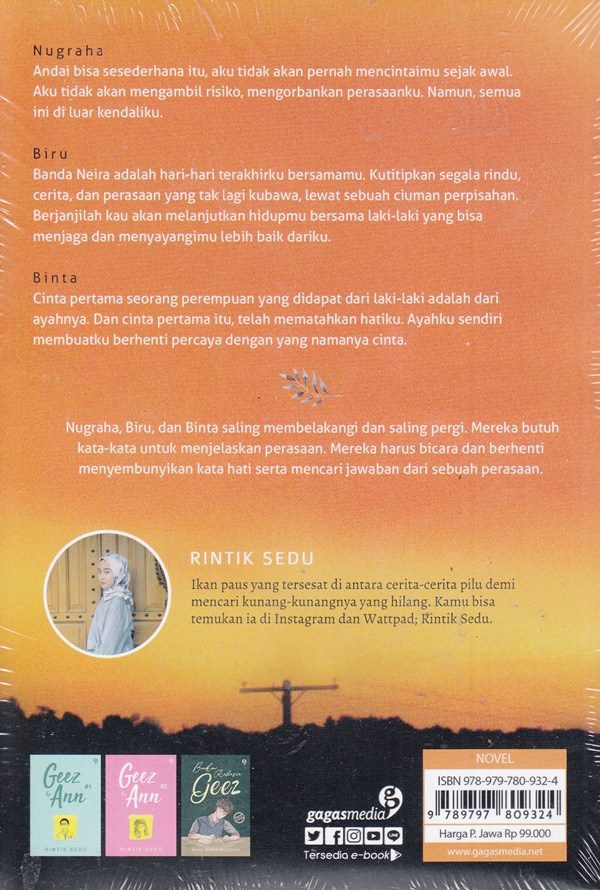 Nugraha
Andai bisa sesederhana itu, aku tidak akan pernah mencintaimu sejak awal.
Aku tidak akan mengambil risiko, mengorbankan perasaanku. Namun, semua
ini di luar kendaliku.
Biru
Banda Neira adalah hari-hari terakhirku bersamamu. Kutitipkan segala rindu,
cerita, dan perasaan yang tak lagi kubawa, lewat sebuah ciuman perpisahan.
Berjanjilah kau akan melanjutkan hidupmu bersama laki-laki yang bisa
menjaga dan menyayangimu lebih baik dariku.
Binta
Cinta pertama seorang perempuan yang didapat dari laki-laki adalah dari
ayahnya. Dan cinta pertama itu, telah mematahkan hatiku. Ayahku sendiri
membuatku berhenti percaya dengan yang namanya cinta.
Nugraha, Biru, dan Binta saling membelakangi dan saling pergi. Mereka butuh
kata-kata untuk menjelaskan perasaan. Mereka harus bicara dan berhenti
menyembunyikan kata hati serta mencari jawaban dari sebuah perasaan.
RINTIK SEDU
Ikan paus yang tersesat di antara cerita-cerita pilu demi
mencari kunang-kunangnya yang hilang. Kamu bisa
temukan ia di Instagram dan Wattpad; Rintik Sedu.
Geez
& Ann
#1
RINTIK SEDU
Geez
& Ann
#2
RINTIK SEDU
Buku Rahasia
Geez
gagasmedia
Tersedia e-book
NOVEL
ISBN 978-979-780-932-4
9 789797 809324
Harga P. Jawa Rp 99.000
www.gagasmedia.net